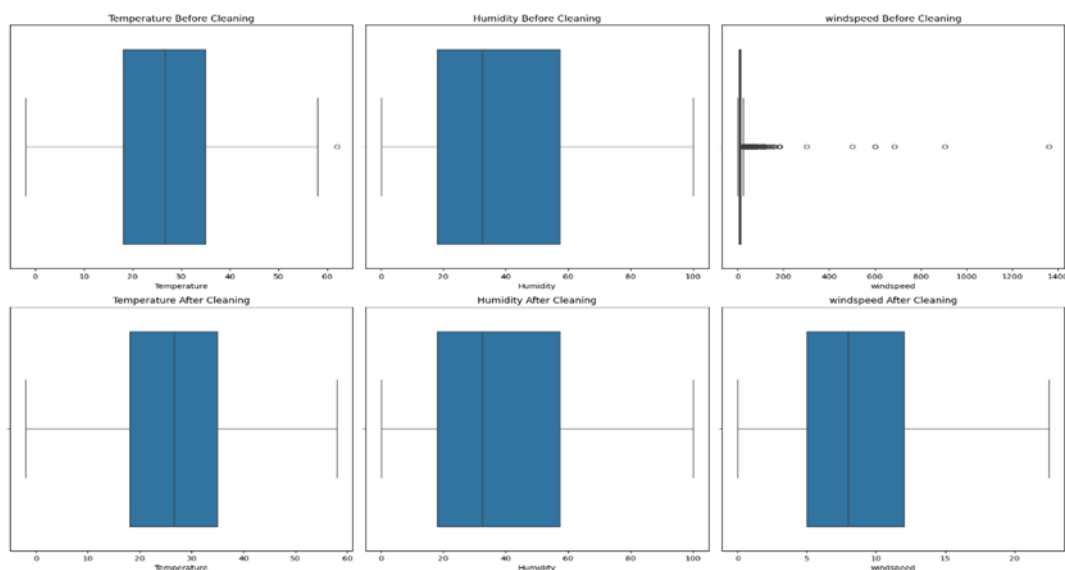 Temperature Before Cleaning
Humidity Before Cleaning
windspeed Before Cleaning
0 10 20 30 40 50 60
0 20 40 60 80 100
0 200 400 600 800 1000 1200 1400
Temperature
Humidity
windspeed
Temperature After Cleaning
Humidity After Cleaning
windspeed After Cleaning
0 10 20 30 40 50 60
0 20 40 60 80 100
0 5 10 15 20
Temperature
Humidity
windspeed